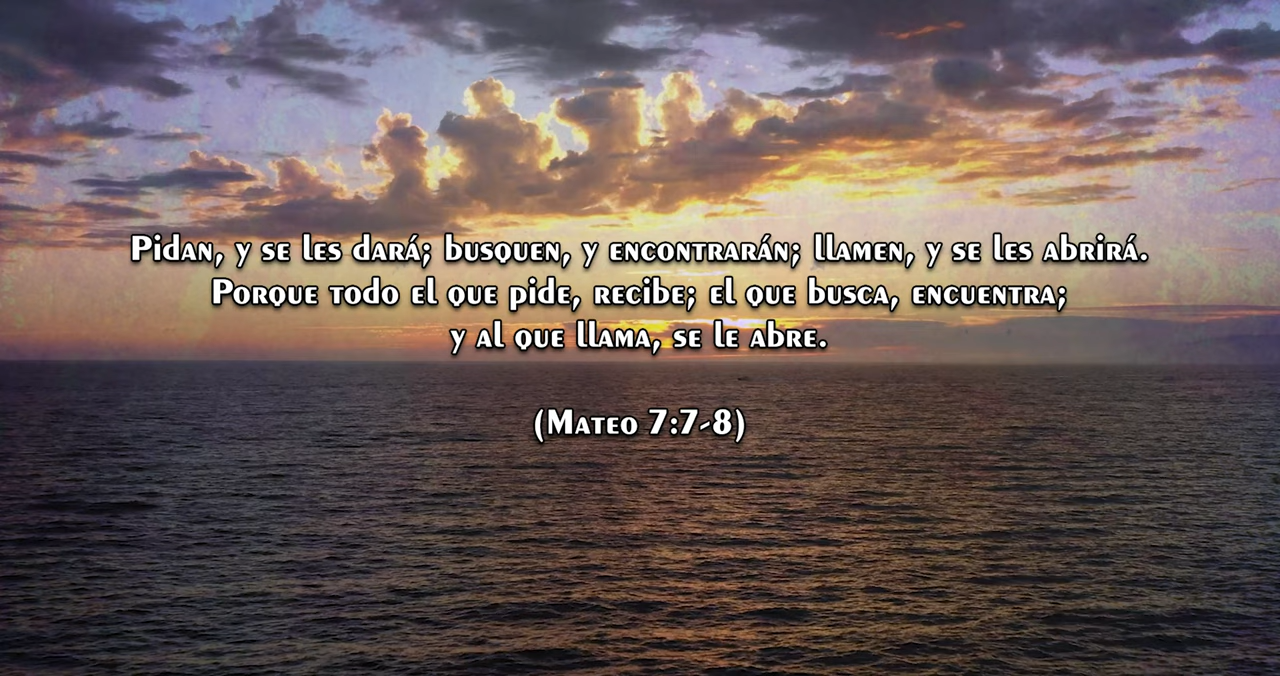 Pidan, y se les dará; busquen, y encontrarán; llamen, y se les abrirá.
Porque todo el que pide, recibe; el que busca, encuentra;
y al que llama, se le abre.
(Mateo 7:7-8)